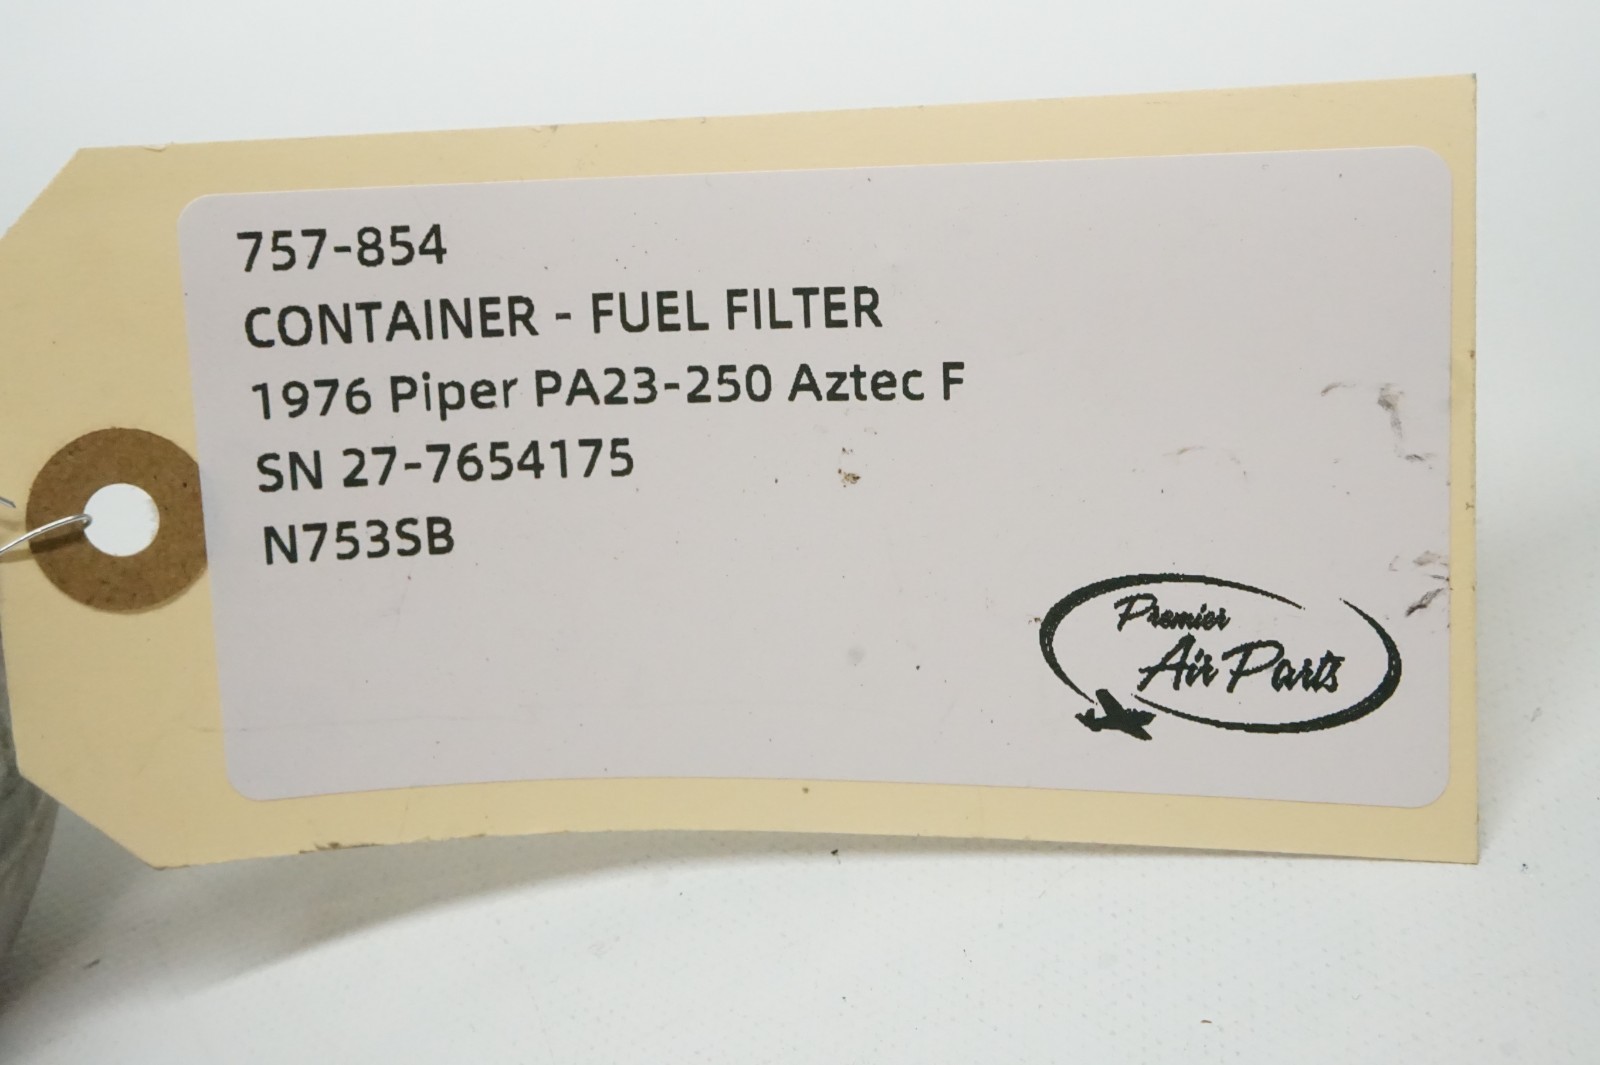 757-854
CONTAINER - FUEL FILTER
1976 Piper PA23-250 Aztec F
SN 27-7654175
N753SB
Premier
Air Parts